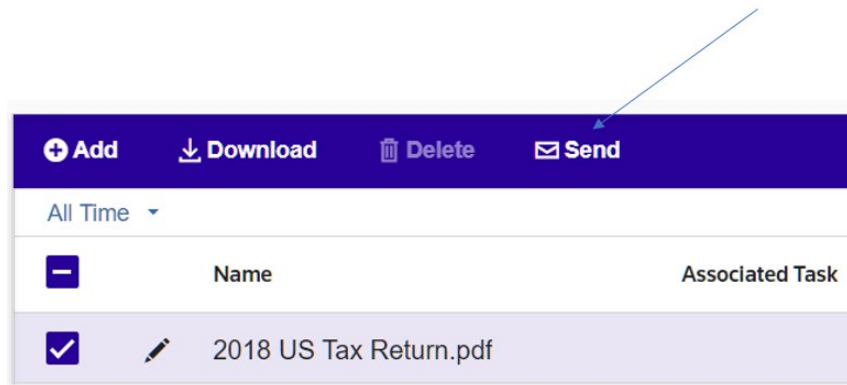 Add Download Delete Send
All Time
Name Associated Task
2018 US Tax Return.pdf